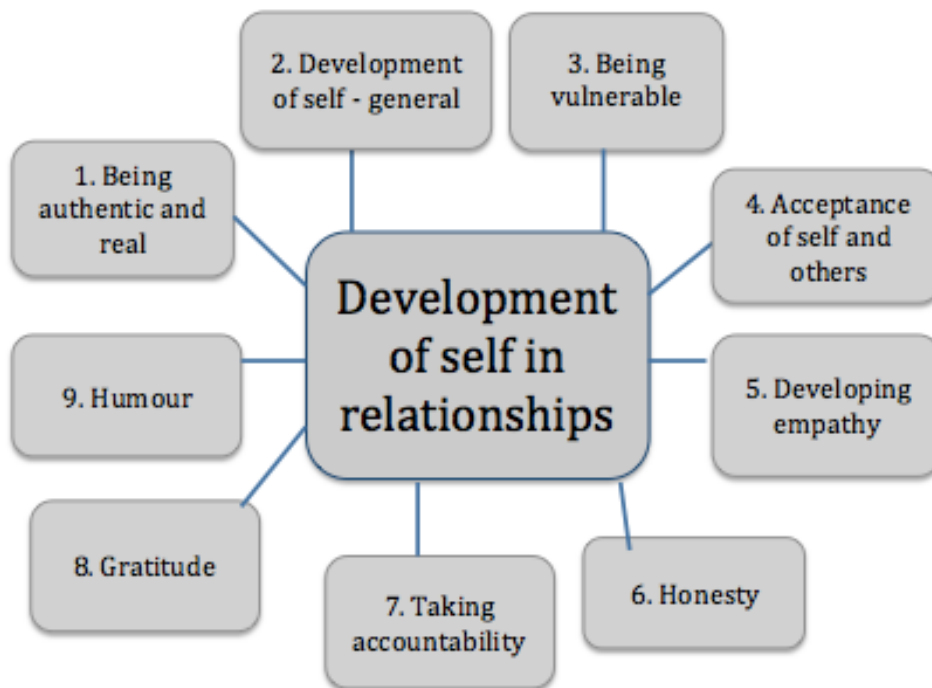 2. Development
of self - general
3. Being
vulnerable
1. Being
authentic and
real
4. Acceptance
of self and
others
Development
of self in
relationships
9. Humour
5. Developing
empathy
8. Gratitude
7. Taking
accountability
6. Honesty